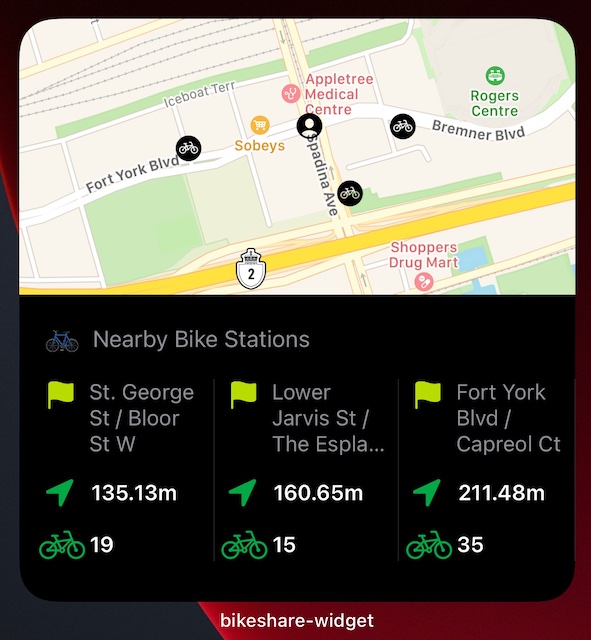 Appletree
Medical
Centre
Rogers
Centre
Iceboat Terr
Sobeys
Bremner Blvd
Fort York Blvd
Spadina Ave
Shoppers
Drug Mart
2
Nearby Bike Stations
St. George
St / Bloor
St W
135.13m
19
Lower
Jarvis St /
The Espla...
160.65m
15
Fort York
Blvd /
Capreol Ct
211.48m
35
bikeshare-widget